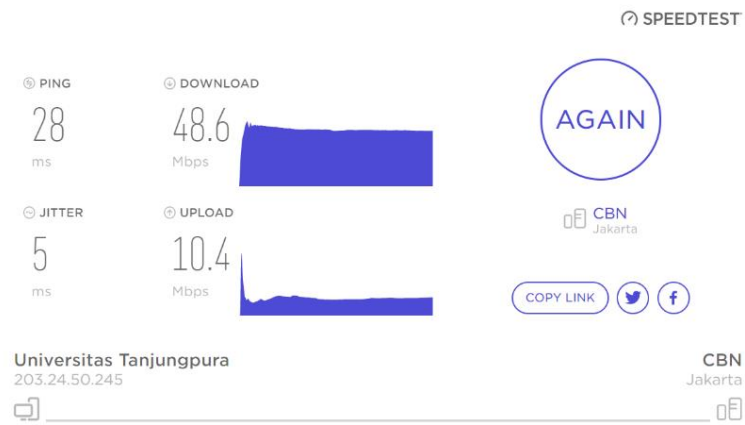 SPEEDTEST
PING
28
ms
DOWNLOAD
48.6
Mbps
AGAIN
JITTER
5
ms
UPLOAD
10.4
Mbps
CBN
Jakarta
COPY LINK
Universitas Tanjungpura
203.24.50.245
CBN
Jakarta